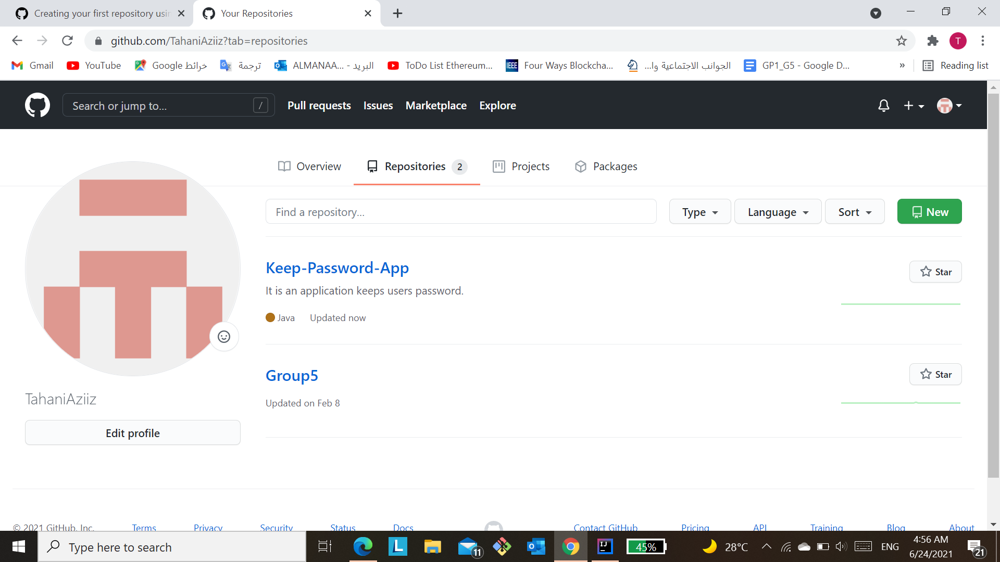 Creating your first repository usi
Your Repositories
github.com/TahaniAziiz?tab=repositories
T
Gmail
YouTube
خرائط Google
ترجمة
ALMANAA... - البريد
ToDo List Ethereum...
IEEE
Four Ways Blockcha...
الجوانب الاجتماعية وا...
GP1_G5 - Google D...
»
Reading list
Search or jump to...
/
Pull requests
Issues
Marketplace
Explore
Overview
Repositories 2
Projects
Packages
Find a repository...
Type
Language
Sort
New
Keep-Password-App
Star
It is an application keeps users password.
Java
Updated now
Group5
Star
Updated on Feb 8
TahaniAziiz
Edit profile
© 2021 GitHub, Inc.
Terms
Privacy
Security
Status
Docs
Contact GitHub
Pricing
API
Training
Blog
About
Type here to search
L
11
IJ
45%
28°C
ENG
4:56 AM
6/24/2021
21